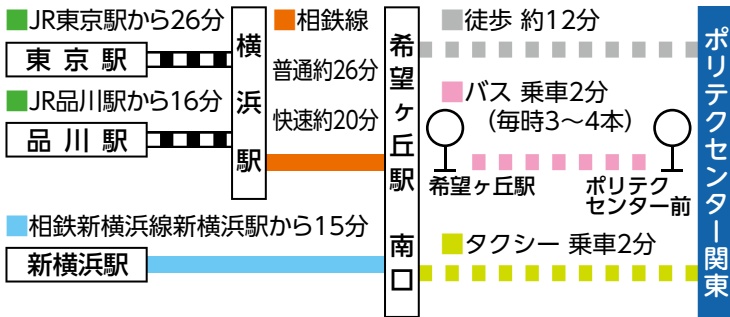 ■JR東京駅から26分
東京駅
■JR品川駅から16分
品川駅
横浜駅
■相鉄線
普通約26分
快速約20分
■相鉄新横浜線新横浜駅から15分
新横浜駅
希望ヶ丘駅 南口
■徒歩 約12分
■バス 乗車2分
（毎時3〜4本）
希望ヶ丘駅
ポリテク
センター前
■タクシー 乗車2分
ポリテクセンター関東